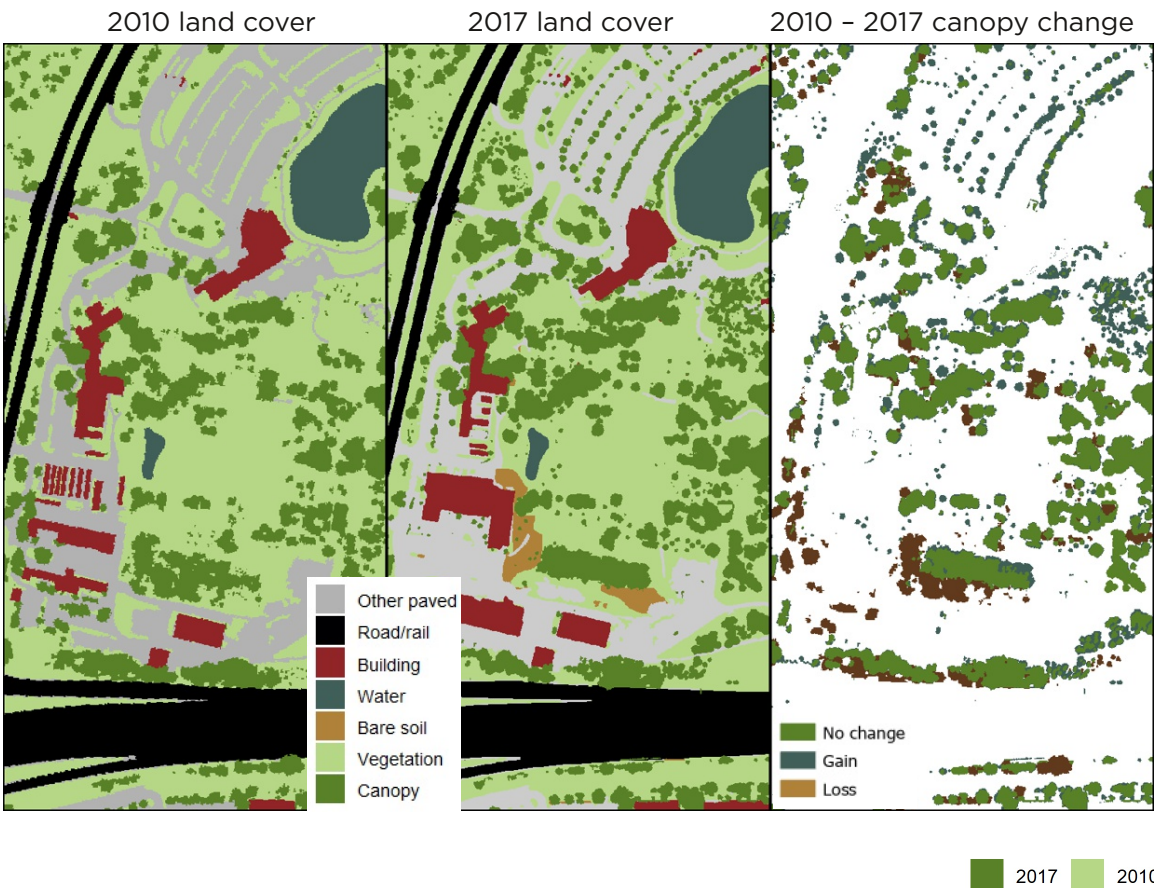 2010 land cover
2017 land cover
2010 – 2017 canopy change
Other paved
Road/rail
Building
Water
Bare soil
Vegetation
Canopy
No change
Gain
Loss
2017
2010